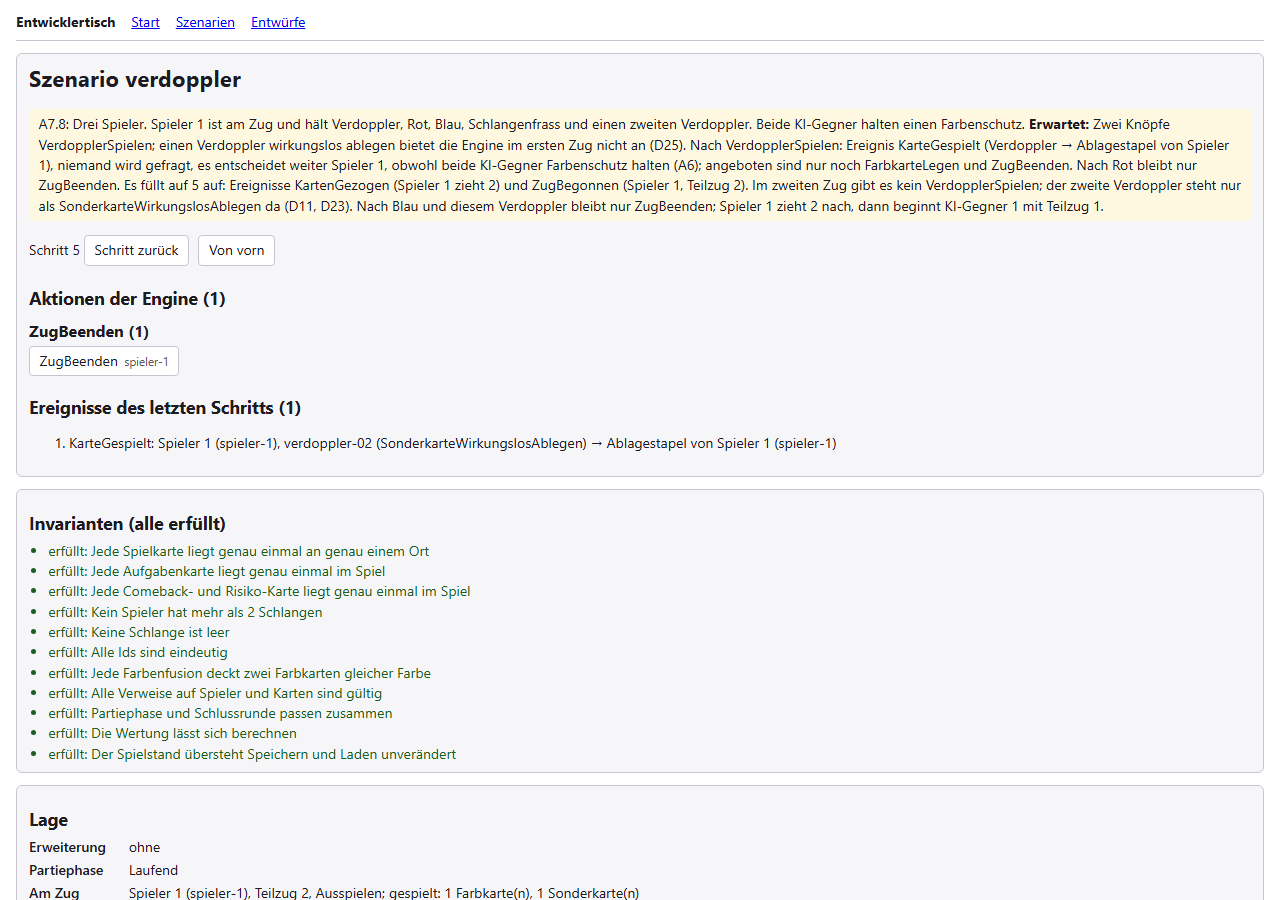 Entwicklertisch Start Szenarien Entwürfe
Szenario verdoppler
A7.8: Drei Spieler. Spieler 1 ist am Zug und hält Verdoppler, Rot, Blau, Schlangenfrass und einen zweiten Verdoppler. Beide KI-Gegner halten einen Farbenschutz. Erwartet: Zwei Knöpfe
VerdopplerSpielen; einen Verdoppler wirkungslos ablegen bietet die Engine im ersten Zug nicht an (D25). Nach VerdopplerSpielen: Ereignis KarteGespielt (Verdoppler → Ablagestapel von Spieler
1), niemand wird gefragt, es entscheidet weiter Spieler 1, obwohl beide KI-Gegner Farbenschutz halten (A6); angeboten sind nur noch FarbkarteLegen und ZugBeenden. Nach Rot bleibt nur
ZugBeenden. Es füllt auf 5 auf: Ereignisse KartenGezogen (Spieler 1 zieht 2) und ZugBegonnen (Spieler 1, Teilzug 2). Im zweiten Zug gibt es kein VerdopplerSpielen; der zweite Verdoppler steht nur
als SonderkarteWirkungslosAblegen da (D11, D23). Nach Blau und diesem Verdoppler bleibt nur ZugBeenden; Spieler 1 zieht 2 nach, dann beginnt KI-Gegner 1 mit Teilzug 1.
Schritt 5 Schritt zurück Von vorn
Aktionen der Engine (1)
ZugBeenden (1)
ZugBeenden spieler-1
Ereignisse des letzten Schritts (1)
1. KarteGespielt: Spieler 1 (spieler-1), verdoppler-02 (SonderkarteWirkungslosAblegen) → Ablagestapel von Spieler 1 (spieler-1)
Invarianten (alle erfüllt)
• erfüllt: Jede Spielkarte liegt genau einmal an genau einem Ort
• erfüllt: Jede Aufgabenkarte liegt genau einmal im Spiel
• erfüllt: Jede Comeback- und Risiko-Karte liegt genau einmal im Spiel
• erfüllt: Kein Spieler hat mehr als 2 Schlangen
• erfüllt: Keine Schlange ist leer
• erfüllt: Alle Ids sind eindeutig
• erfüllt: Jede Farbenfusion deckt zwei Farbkarten gleicher Farbe
• erfüllt: Alle Verweise auf Spieler und Karten sind gültig
• erfüllt: Partiephase und Schlussrunde passen zusammen
• erfüllt: Die Wertung lässt sich berechnen
• erfüllt: Der Spielstand übersteht Speichern und Laden unverändert
Lage
Erweiterung ohne
Partiephase Laufend
Am Zug Spieler 1 (spieler-1), Teilzug 2, Ausspielen; gespielt: 1 Farbkarte(n), 1 Sonderkarte(n)